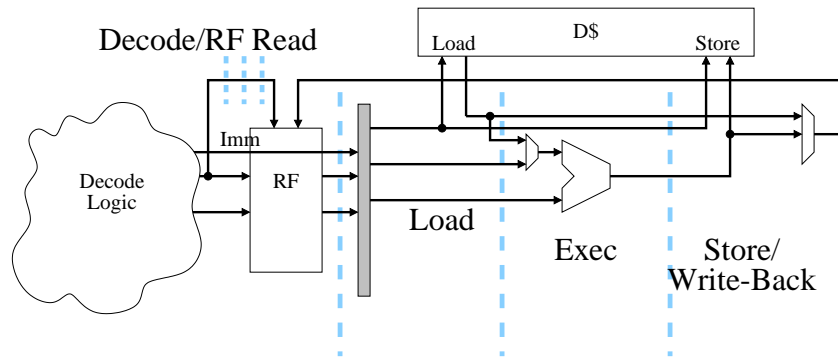 D$
Load
Store
Decode/RF Read
Imm
Decode
Logic
RF
Load
Exec
Store/
Write-Back